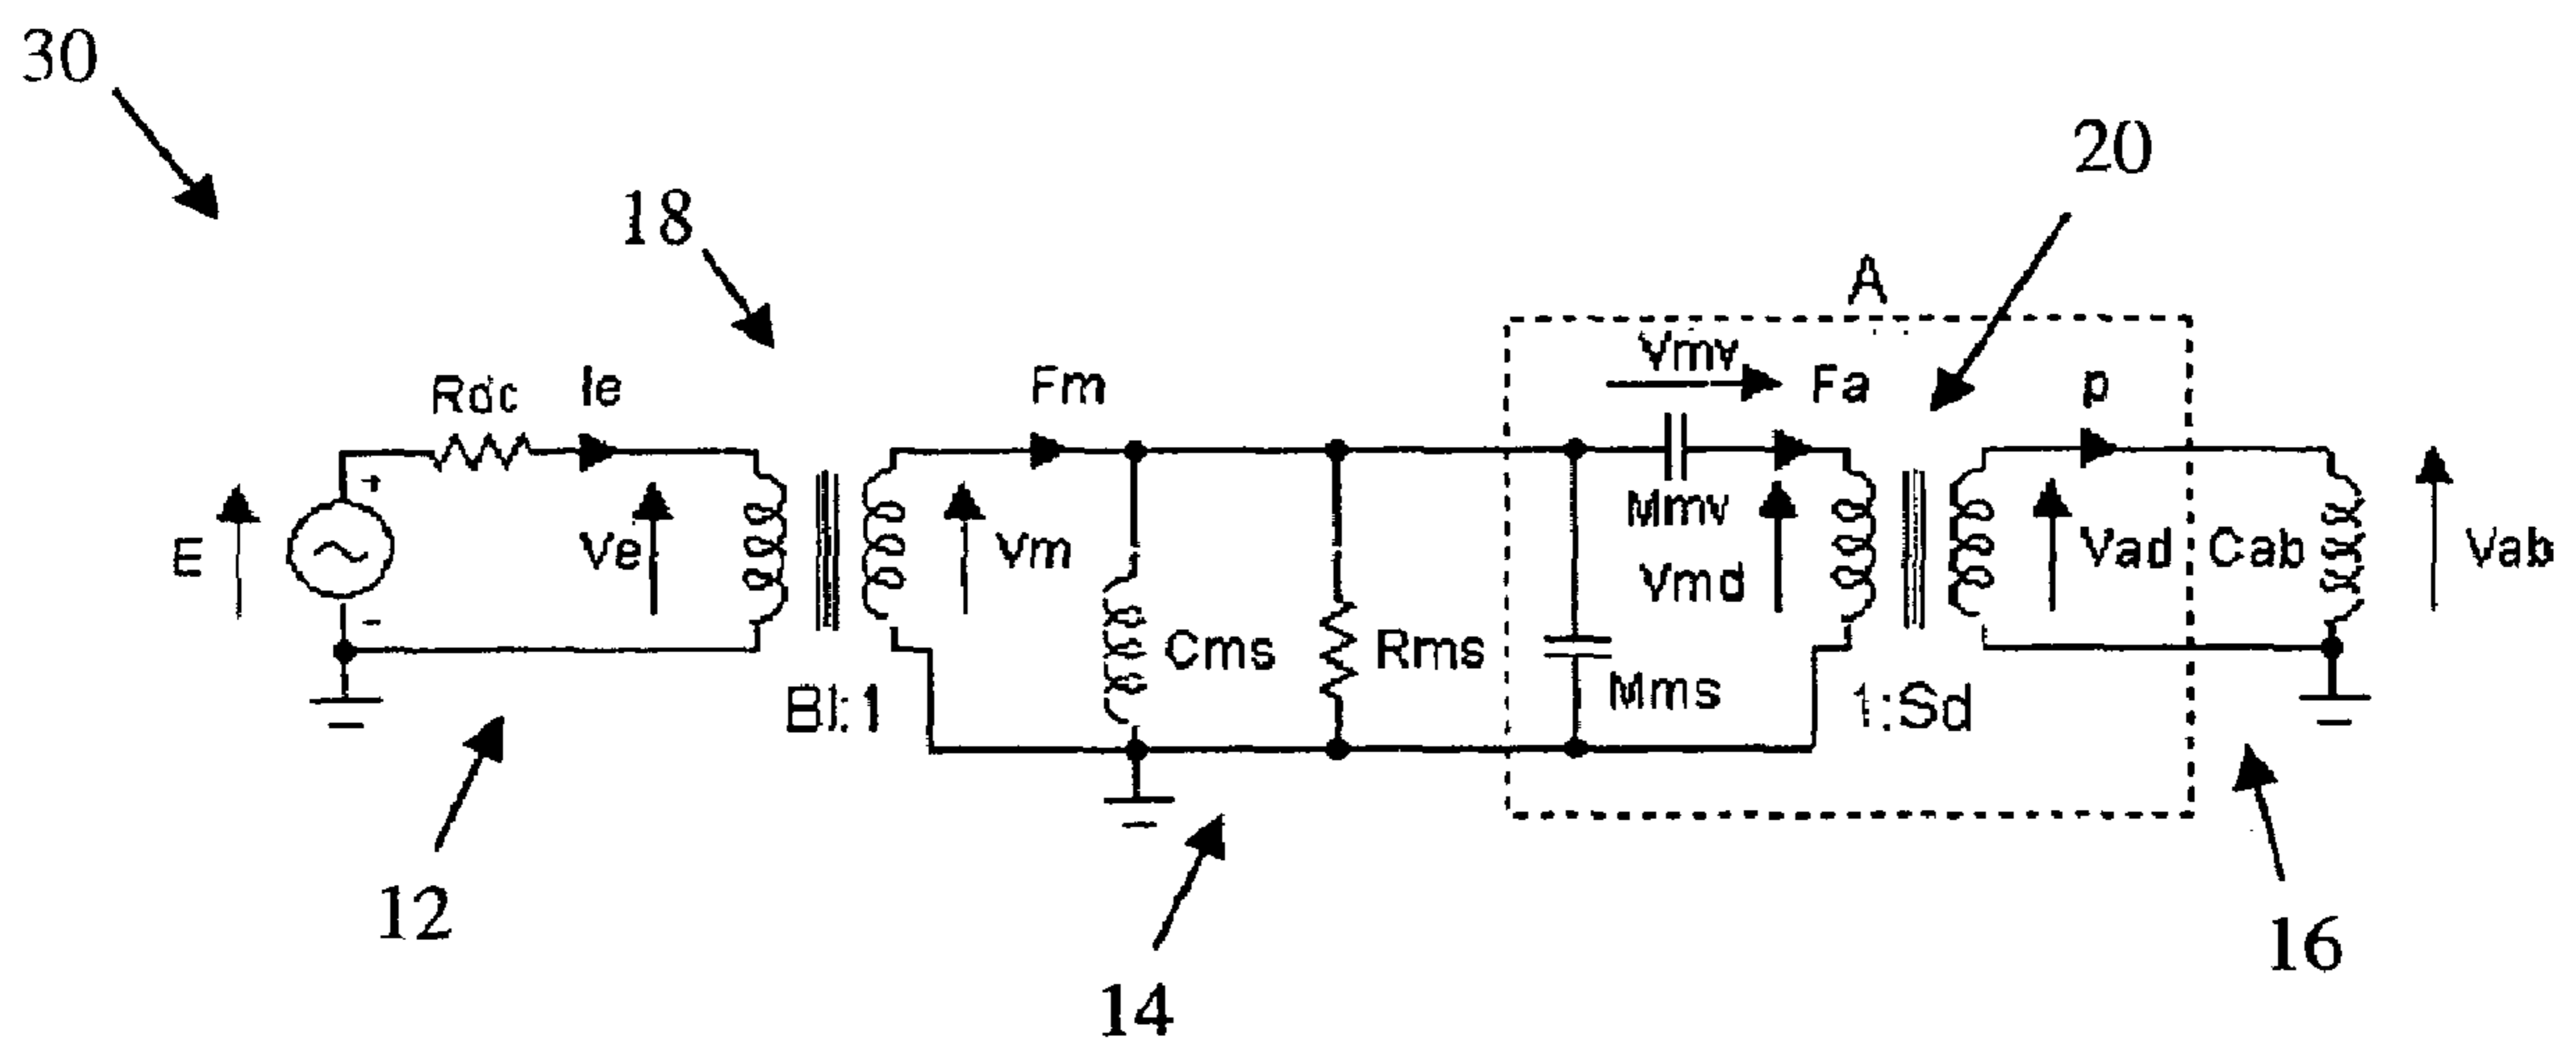 30
18
20
A
Vmv
Rdc
Ie
Fm
Fa
p
+
E
Ve
Vm
Mmv
Vmd
Vad
Cab
Vab
-
Bl:1
Cms
Rms
Mms
1:Sd
12
14
16